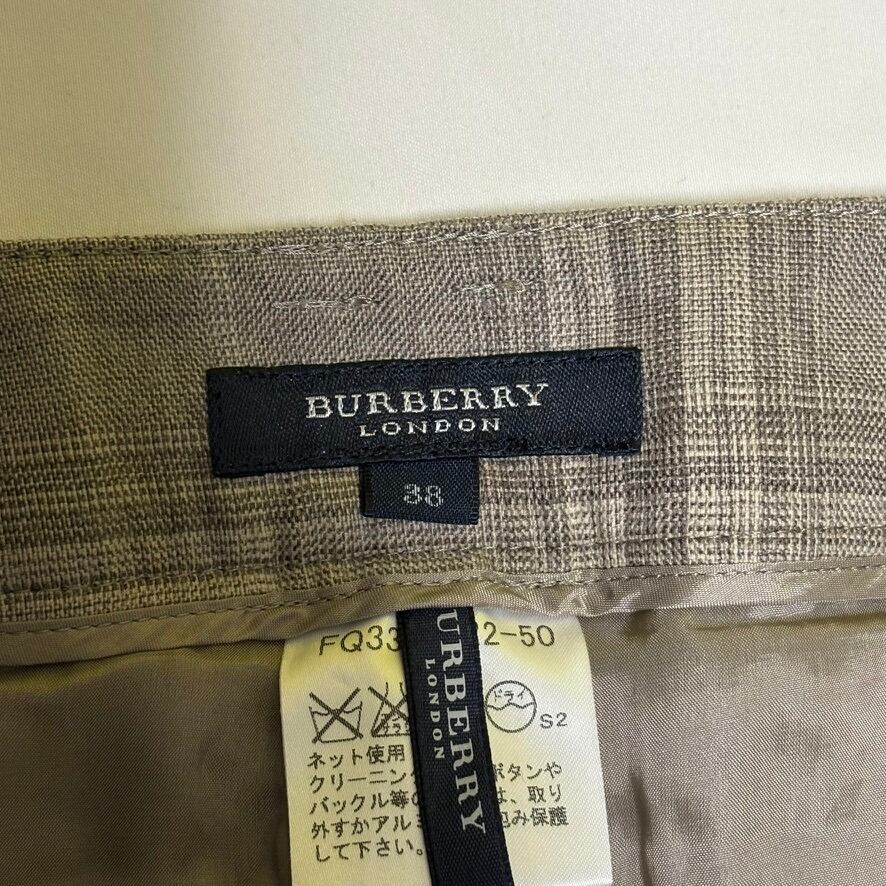 BURBERRY
LONDON
38
FQ33 2-50
ドライ
S2
ネット使用
クリーニン ボタンや
バックル等の は、取り
外すかアル 包み保護
して下さい。
URBERRY
LONDON